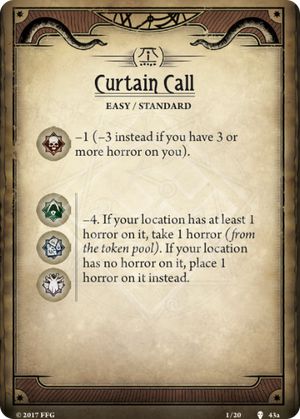 Curtain Call
EASY / STANDARD
–1 (–3 instead if you have 3 or
more horror on you).
–4. If your location has at least 1
horror on it, take 1 horror (from
the token pool). If your location
has no horror on it, place 1
horror on it instead.
© 2017 FFG
1/20
43a